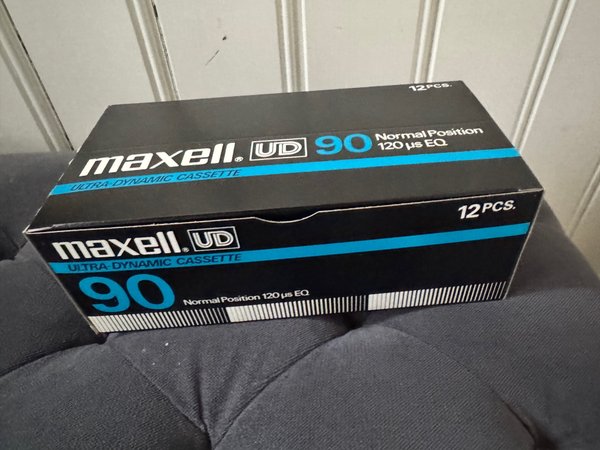 12 PCS.
maxell® UD 90 Normal Position
120 µs EQ.
ULTRA-DYNAMIC CASSETTE
maxell® UD
12 PCS.
ULTRA-DYNAMIC CASSETTE
90 Normal Position 120 µs EQ